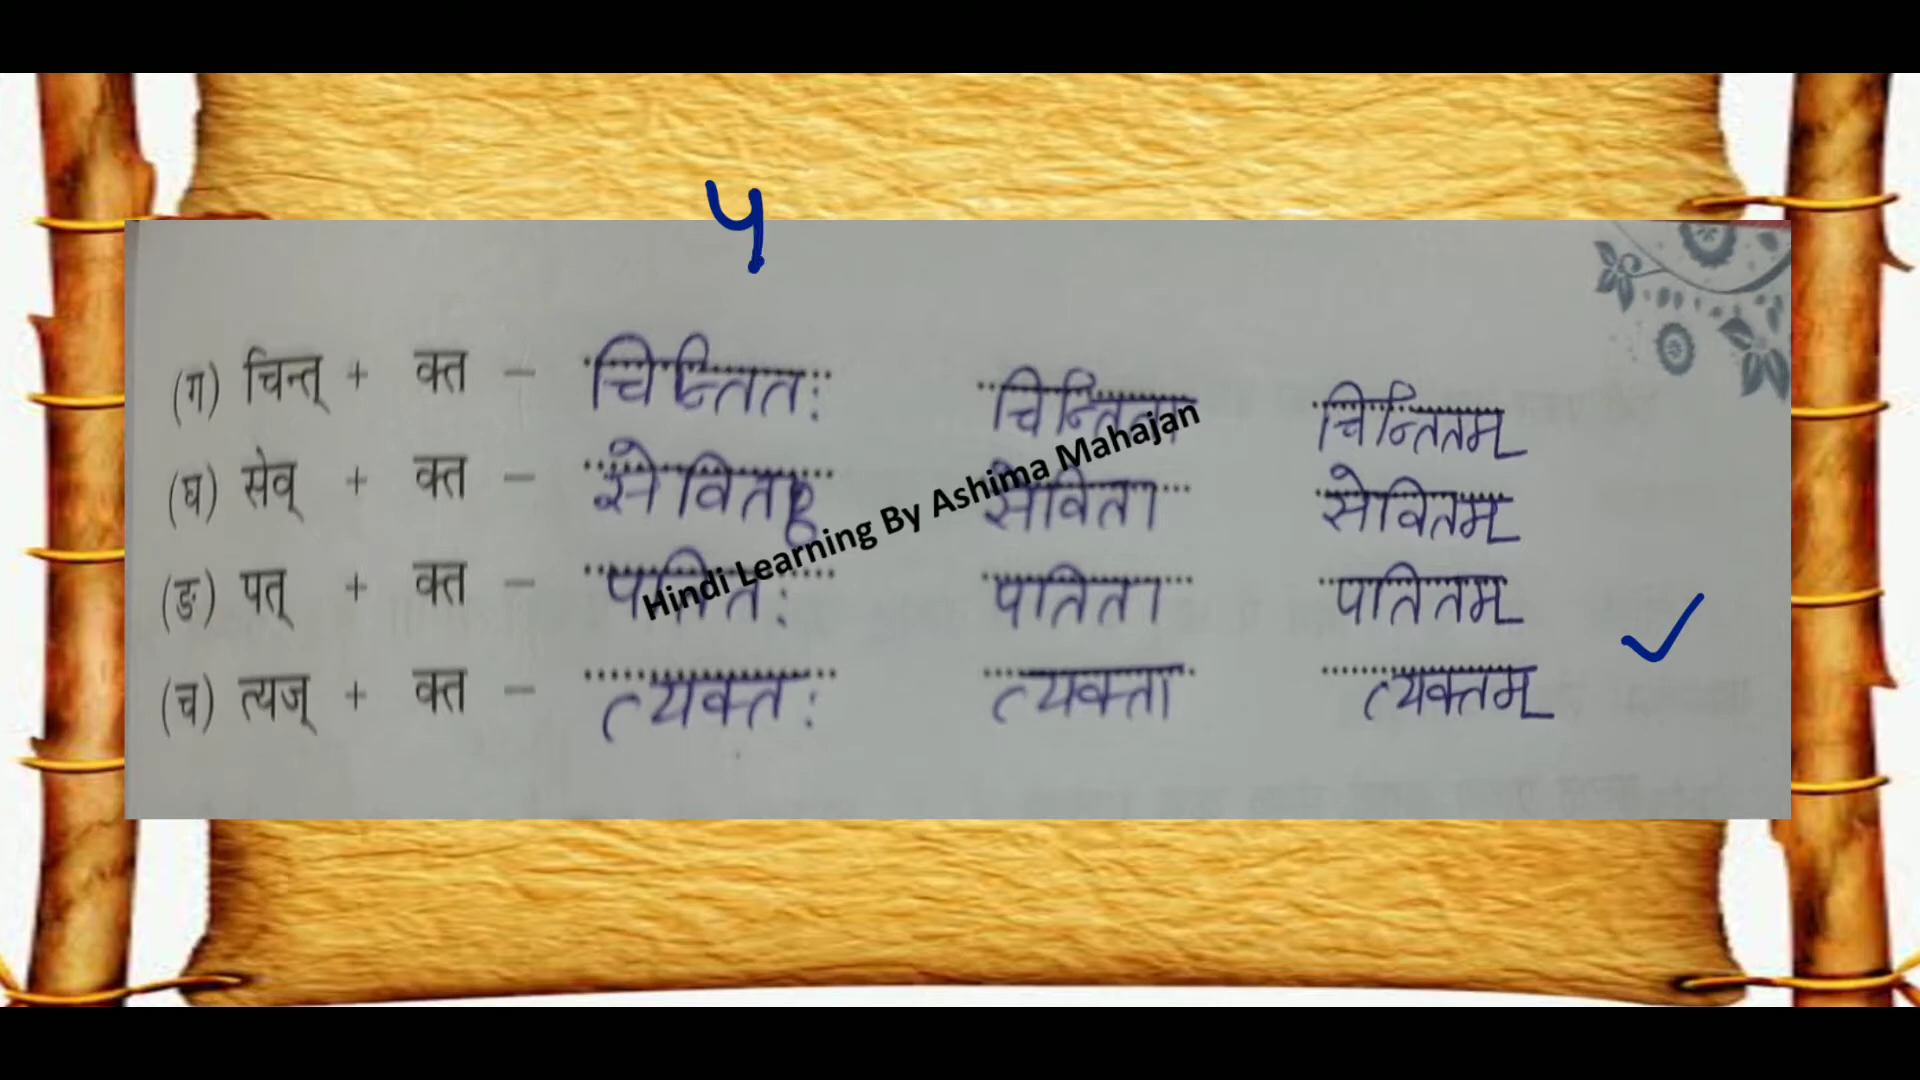 ५
(ग) चिन्त् + क्त - चिन्तितः चिन्तिता चिन्तितम्
(घ) सेव् + क्त - सेवितः सेविता सेवितम्
(ङ) पत् + क्त - पतितः पतिता पतितम्
(च) त्यज् + क्त - त्यक्तः त्यक्ता त्यक्तम्
Hindi Learning By Ashima Mahajan